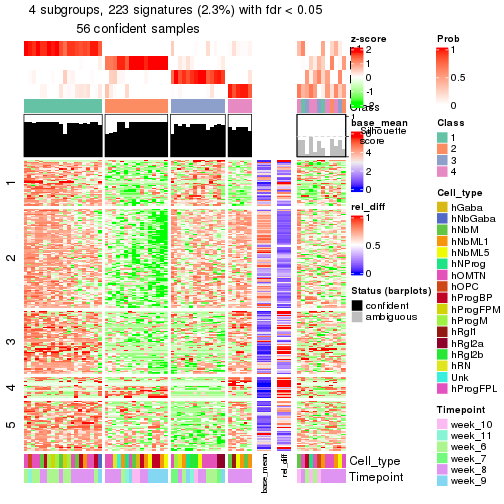 4 subgroups, 223 signatures (2.3%) with fdr < 0.05
56 confident samples
1
2
3
4
5
Class
Silhouette
score
1
base_mean
rel_diff
Cell_type
Timepoint
z-score
2
1
0
-1
-2
base_mean
1
0.5
0
rel_diff
1
0.5
0
Status (barplots)
confident
ambiguous
Prob
1
0.5
0
Class
1
2
3
4
Cell_type
hGaba
hNbGaba
hNbM
hNbML1
hNbML5
hNProg
hOMTN
hOPC
hProgBP
hProgFPM
hProgM
hRgl1
hRgl2a
hRgl2b
hRN
Unk
hProgFPL
Timepoint
week_10
week_11
week_6
week_7
week_8
week_9